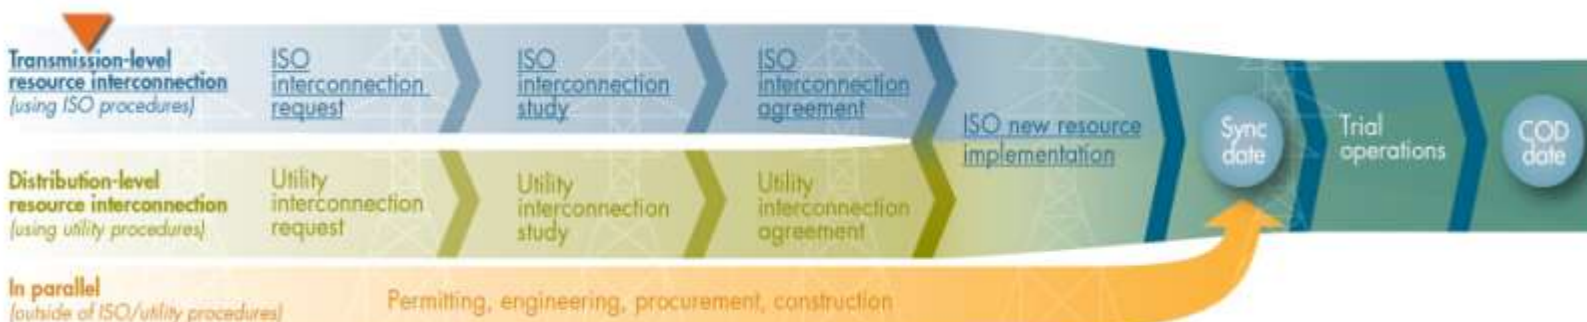 Transmission-level
resource interconnection
(using ISO procedures)
ISO
interconnection
request
ISO
interconnection
study
ISO
interconnection
agreement
ISO new resource
implementation
Sync
date
Trial
operations
COD
date
Distribution-level
resource interconnection
(using utility procedures)
Utility
interconnection
request
Utility
interconnection
study
Utility
interconnection
agreement
In parallel
(outside of ISO/utility procedures)
Permitting, engineering, procurement, construction